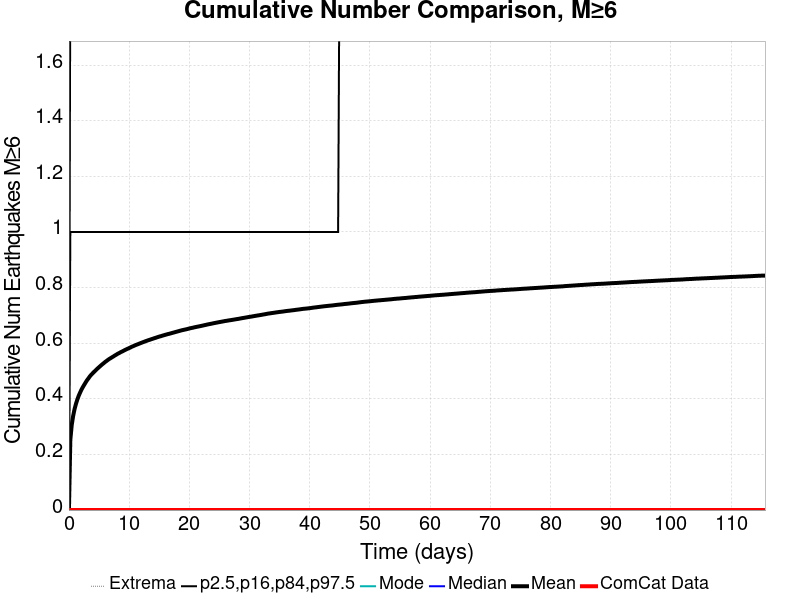 Cumulative Number Comparison, M≥6
Cumulative Num Earthquakes M≥6
1.6
1.4
1.2
1
0.8
0.6
0.4
0.2
0
0 10 20 30 40 50 60 70 80 90 100 110
Time (days)
Extrema p2.5,p16,p84,p97.5 Mode Median Mean ComCat Data